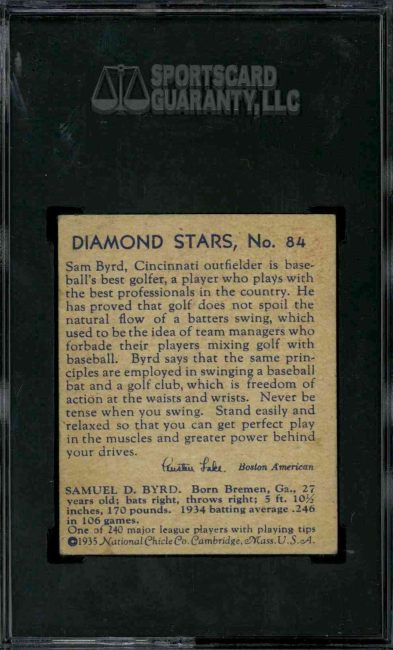 SPORTSCARD
GUARANTY, LLC
DIAMOND STARS, No. 84
Sam Byrd, Cincinnati outfielder is base-
ball's best golfer, a player who plays with
the best professionals in the country. He
has proved that golf does not spoil the
natural flow of a batters swing, which
used to be the idea of team managers who
forbade their players mixing golf with
baseball. Byrd says that the same prin-
ciples are employed in swinging a baseball
bat and a golf club, which is freedom of
action at the waists and wrists. Never be
tense when you swing. Stand easily and
relaxed so that you can get perfect play
in the muscles and greater power behind
your drives.
Austen Lake Boston American
SAMUEL D. BYRD. Born Bremen, Ga., 27
years old; bats right, throws right; 5 ft. 10½
inches, 170 pounds. 1934 batting average .246
in 106 games.
One of 240 major league players with playing tips
©1935 National Chicle Co. Cambridge, Mass. U.S.A.